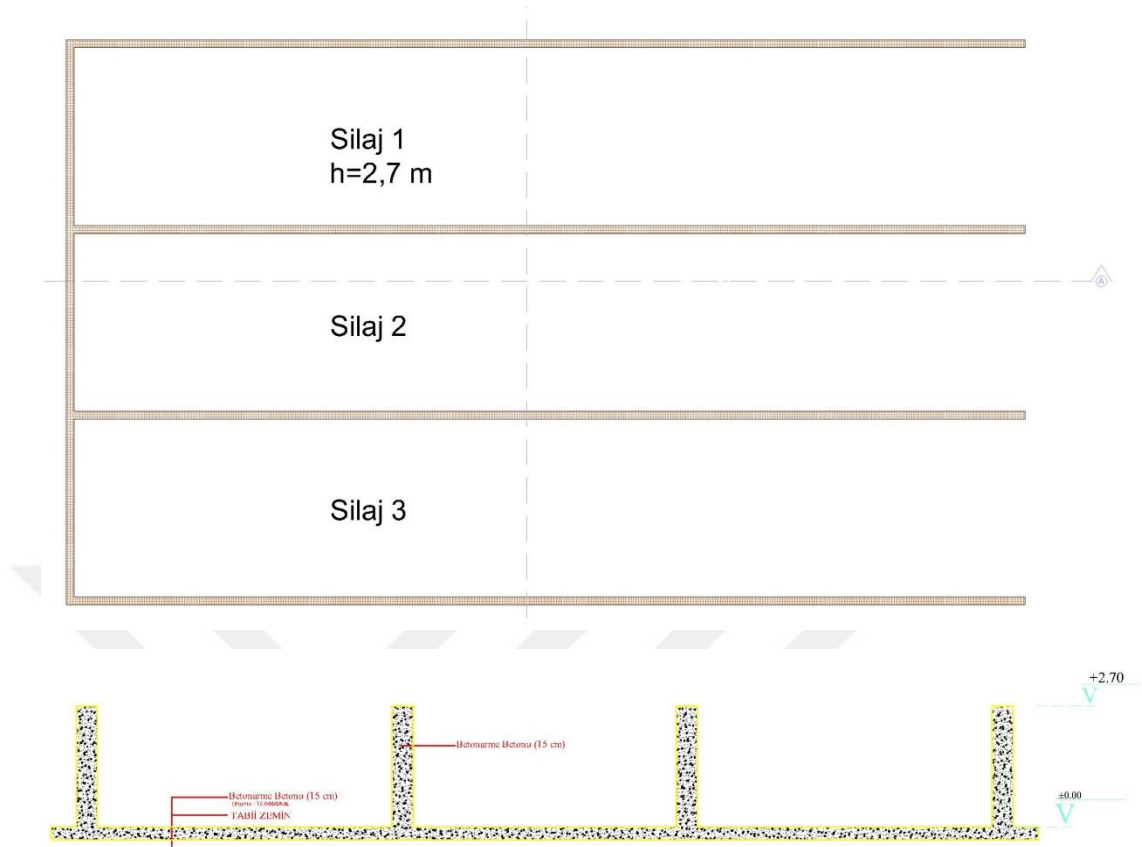 Silaj 1
h=2,7 m
A
Silaj 2
Silaj 3
+2.70
V
Betonarme Betonu (15 cm)
Betonarme Betonu (15 cm)
TABİİ ZEMİN
±0.00
V